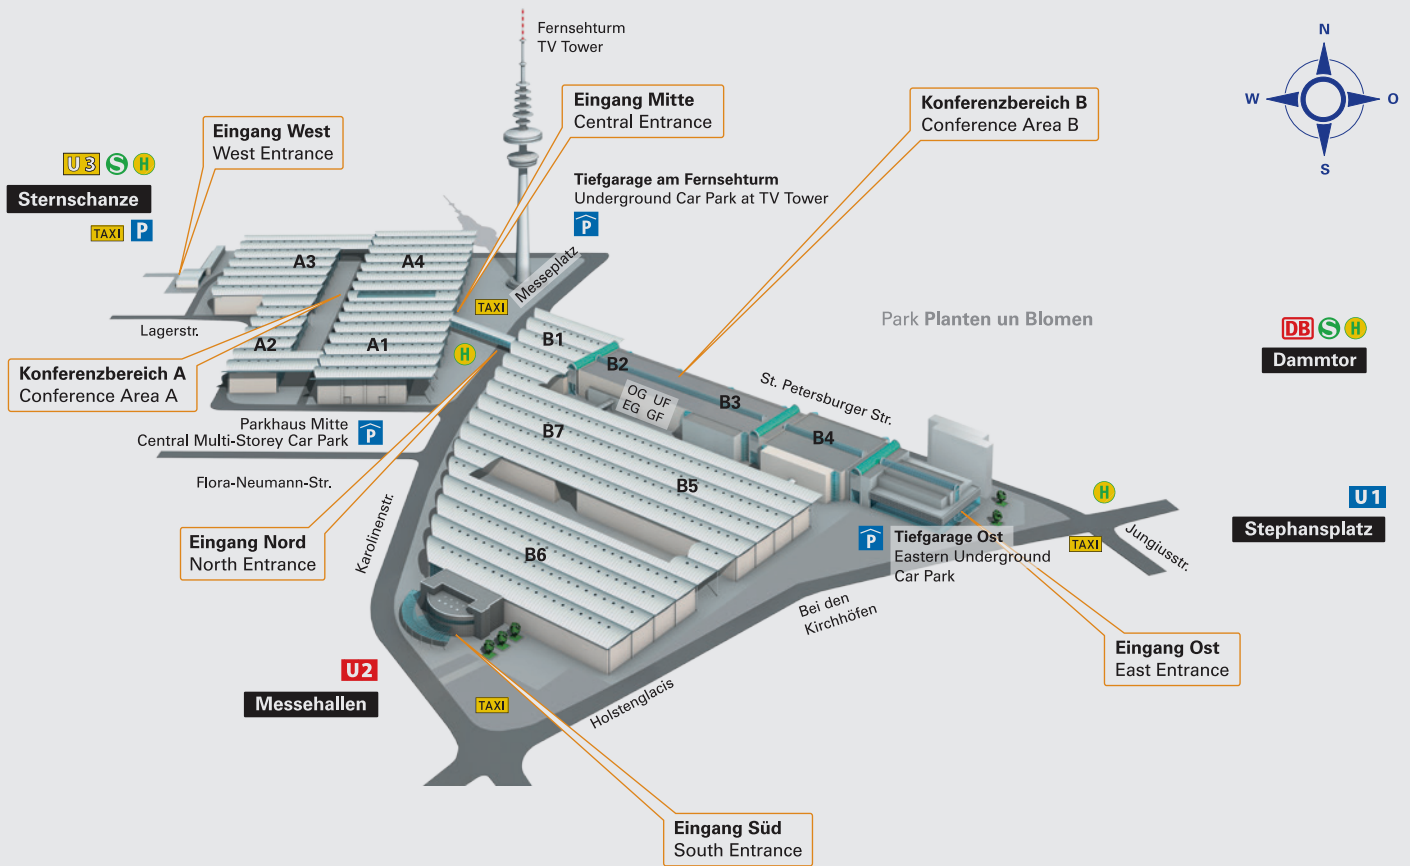 Fernsehturm
TV Tower
N
W
O
S
Eingang Mitte
Central Entrance
Konferenzbereich B
Conference Area B
Eingang West
West Entrance
U3 S H
Sternschanze
TAXI P
Tiefgarage am Fernsehturm
Underground Car Park at TV Tower
P
A3
A4
Messeplatz
TAXI
Lagerstr.
A2
A1
H
B1
B2
Park Planten un Blomen
DB S H
Dammtor
Konferenzbereich A
Conference Area A
OG UF
EG GF
B3
St. Petersburger Str.
Parkhaus Mitte
Central Multi-Storey Car Park
P
B7
B4
Flora-Neumann-Str.
B5
H
U1
Stephansplatz
Karolinenstr.
Eingang Nord
North Entrance
B6
P
Tiefgarage Ost
Eastern Underground
Car Park
TAXI
Jungiusstr.
Bei den
Kirchhöfen
Eingang Ost
East Entrance
U2
Messehallen
TAXI
Holstenglacis
Eingang Süd
South Entrance